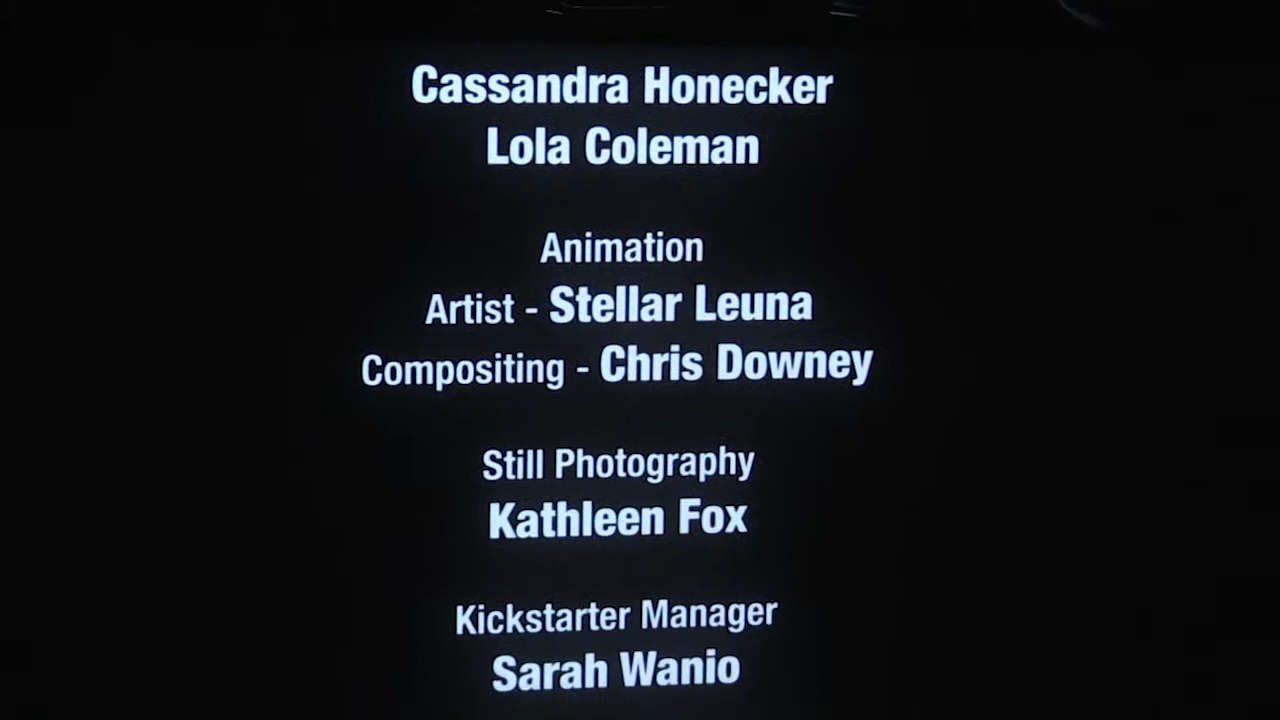 Cassandra Honecker
Lola Coleman
Animation
Artist - Stellar Leuna
Compositing - Chris Downey
Still Photography
Kathleen Fox
Kickstarter Manager
Sarah Wanio